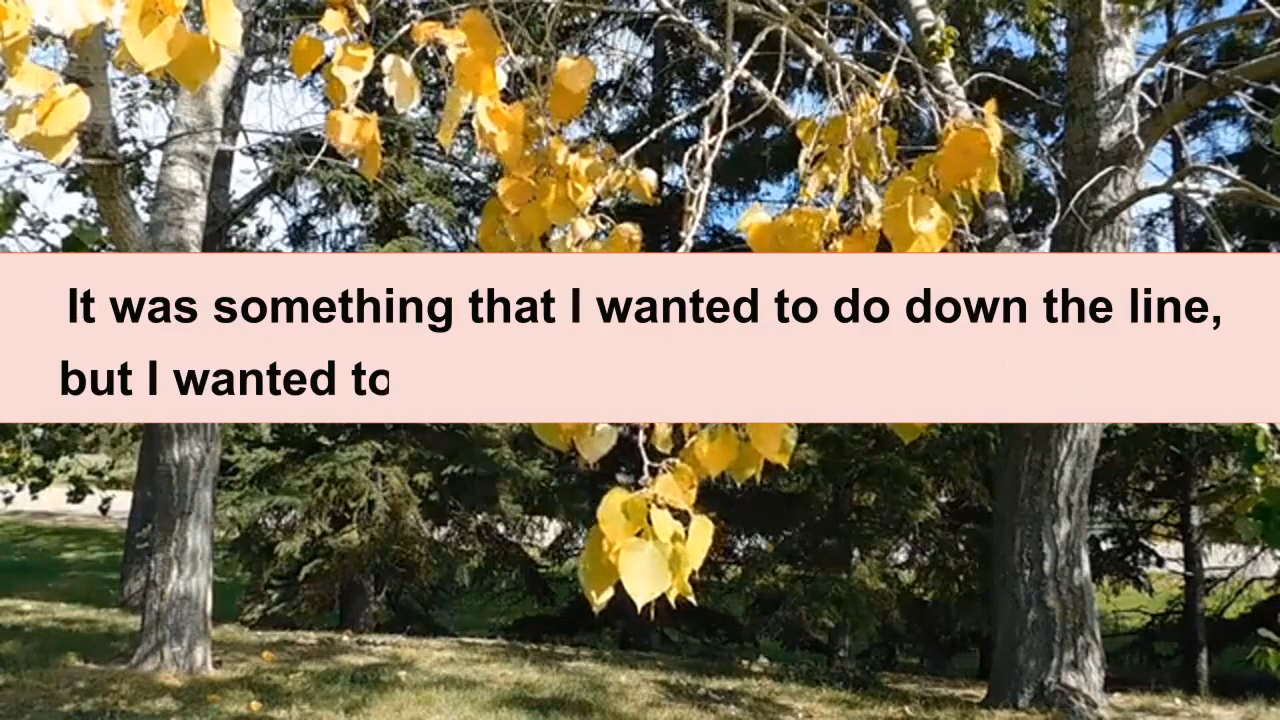 It was something that I wanted to do down the line,
but I wanted to